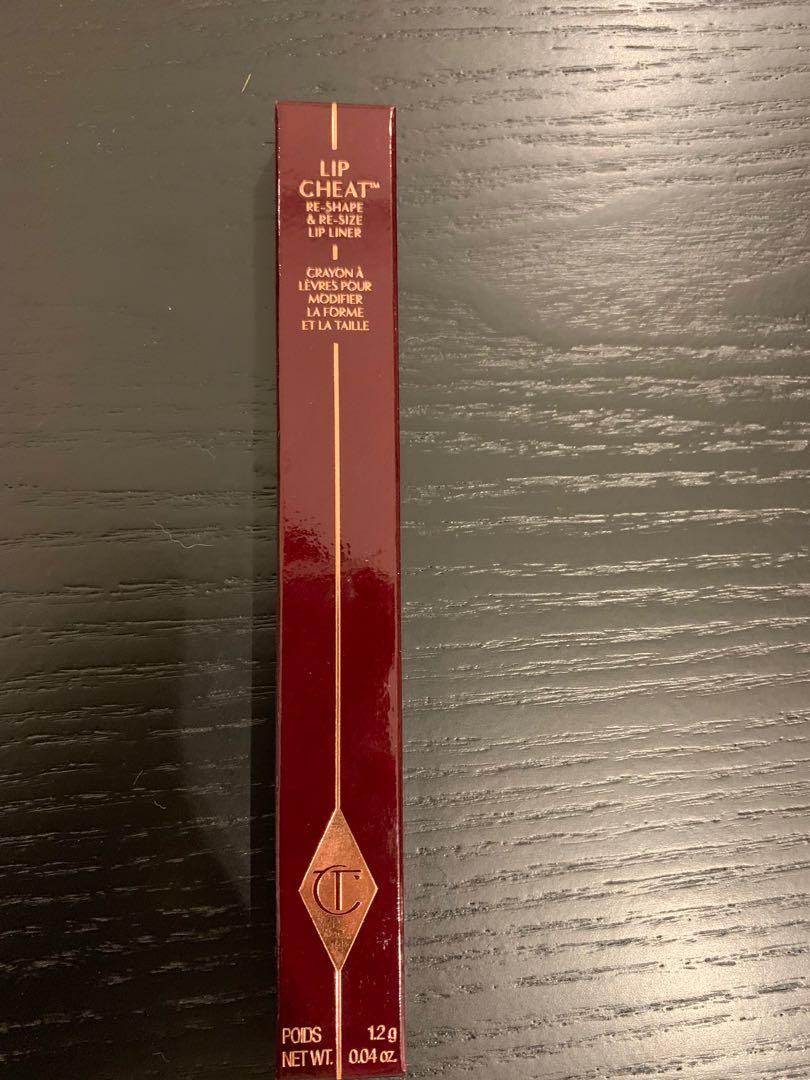 LIP
CHEAT™
RE-SHAPE
& RE-SIZE
LIP LINER
CRAYON À
LÈVRES POUR
MODIFIER
LA FORME
ET LA TAILLE
CT
POIDS 1.2 g
NET WT. 0.04 oz.